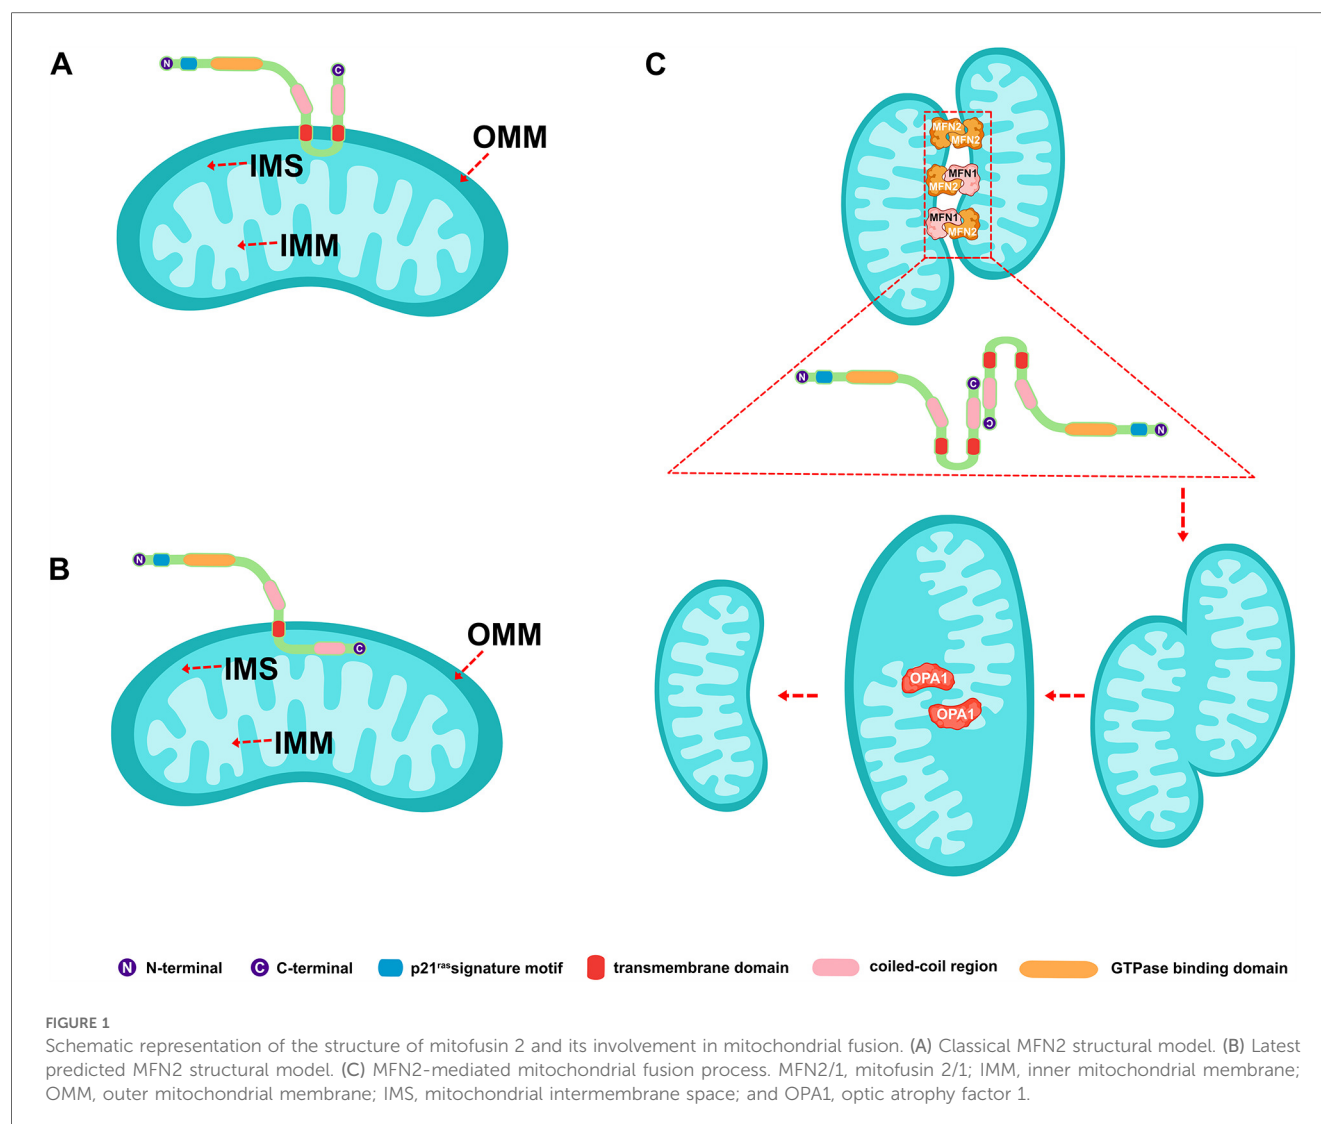 A
N
C
OMM
IMS
IMM
B
N
C
OMM
IMS
IMM
C
MFN2
MFN2
MFN1
MFN2
MFN1
MFN2
N
C
C
N
OPA1
OPA1
N N-terminal C C-terminal p21rassignature motif transmembrane domain coiled-coil region GTPase binding domain
FIGURE 1
Schematic representation of the structure of mitofusin 2 and its involvement in mitochondrial fusion. (A) Classical MFN2 structural model. (B) Latest
predicted MFN2 structural model. (C) MFN2-mediated mitochondrial fusion process. MFN2/1, mitofusin 2/1; IMM, inner mitochondrial membrane;
OMM, outer mitochondrial membrane; IMS, mitochondrial intermembrane space; and OPA1, optic atrophy factor 1.